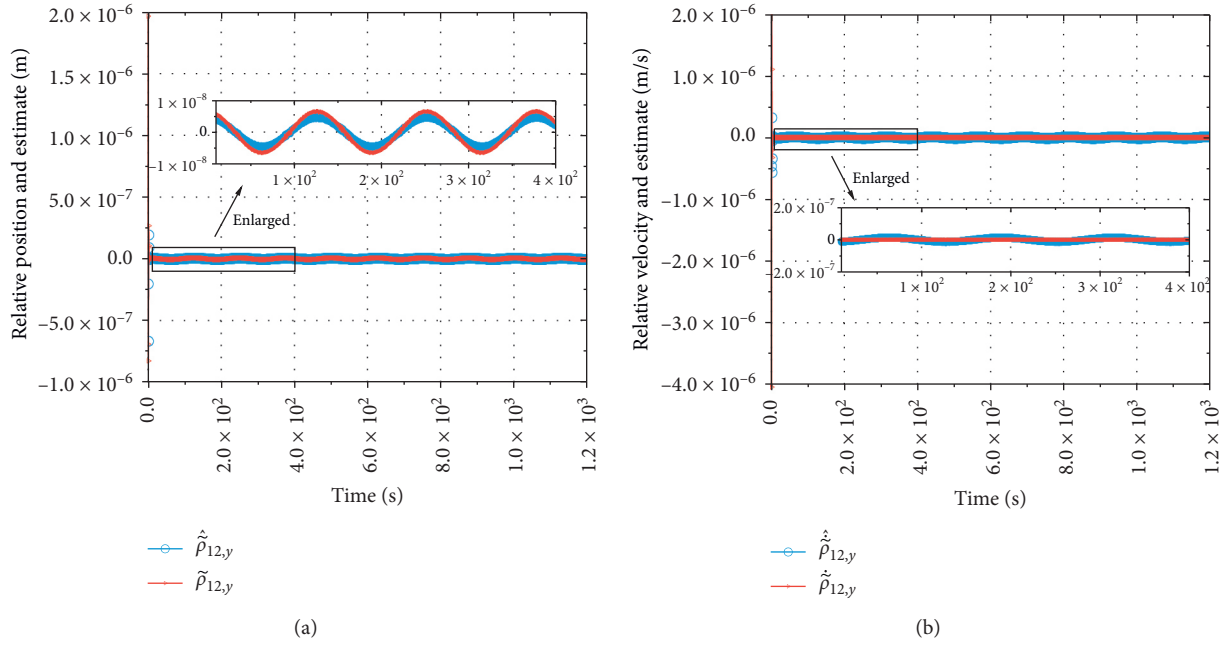 Relative position and estimate (m)
2.0 × 10⁻⁶
1.5 × 10⁻⁶
1.0 × 10⁻⁶
5.0 × 10⁻⁷
0.0
−5.0 × 10⁻⁷
−1.0 × 10⁻⁶
1 × 10⁻⁸
0
−1 × 10⁻⁸
1 × 10²
2 × 10²
3 × 10²
4 × 10²
Enlarged
0.0
2.0 × 10²
4.0 × 10²
6.0 × 10²
8.0 × 10²
1.0 × 10³
1.2 × 10³
Time (s)
ρ̃̂₁₂,y
ρ̃₁₂,y
(a)
Relative velocity and estimate (m/s)
2.0 × 10⁻⁶
1.0 × 10⁻⁶
0.0
−1.0 × 10⁻⁶
−2.0 × 10⁻⁶
−3.0 × 10⁻⁶
−4.0 × 10⁻⁶
Enlarged
2.0 × 10⁻⁷
0
2.0 × 10⁻⁷
1 × 10²
2 × 10²
3 × 10²
4 × 10²
0.0
2.0 × 10²
4.0 × 10²
6.0 × 10²
8.0 × 10²
1.0 × 10³
1.2 × 10³
Time (s)
ρ̃̇̂₁₂,y
ρ̃̇₁₂,y
(b)